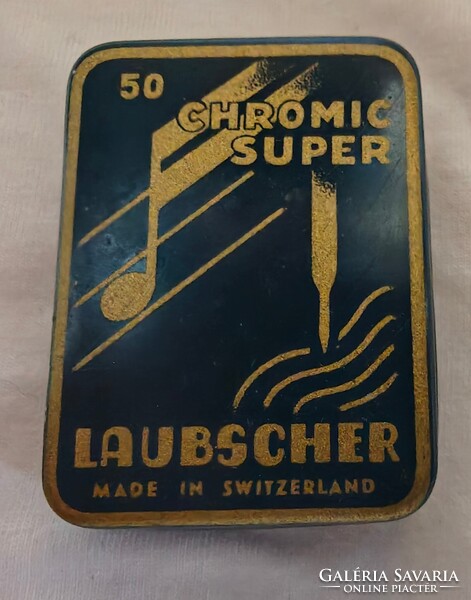 50
CHROMIC
SUPER
LAUBSCHER
MADE IN SWITZERLAND
GALÉRIA SAVARIA
ONLINE PIACTÉR